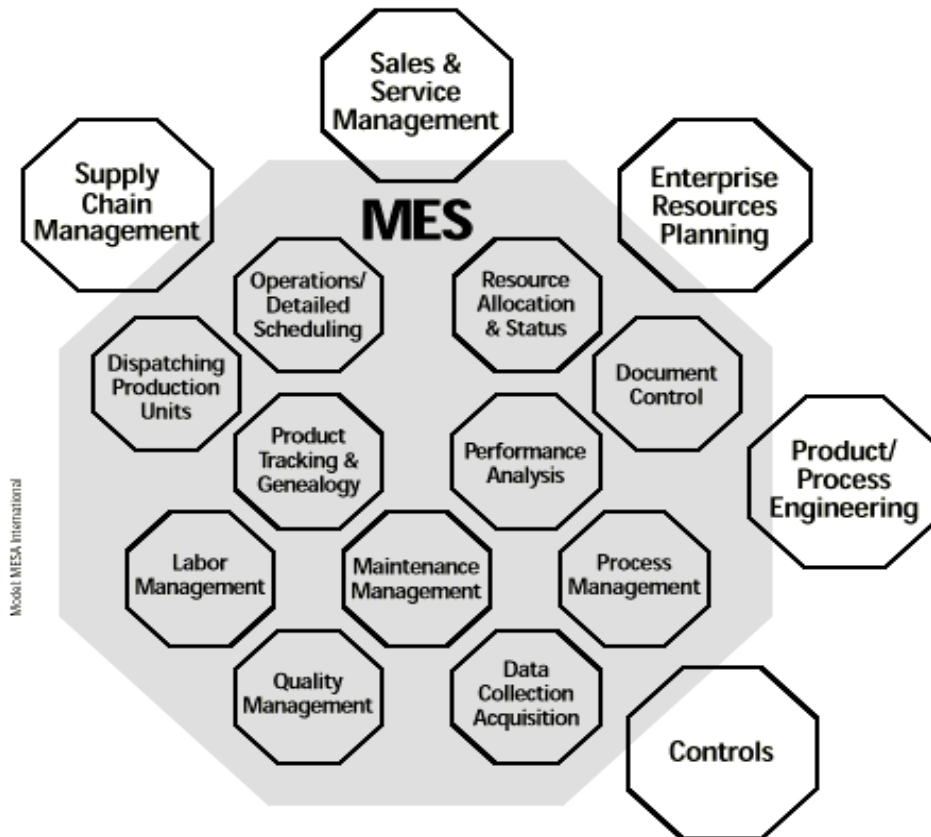 Sales &
Service
Management
Supply
Chain
Management
Enterprise
Resources
Planning
MES
Operations/
Detailed
Scheduling
Resource
Allocation
& Status
Dispatching
Production
Units
Document
Control
Product
Tracking &
Genealogy
Performance
Analysis
Product/
Process
Engineering
Labor
Management
Maintenance
Management
Process
Management
Quality
Management
Data
Collection
Acquisition
Controls
Model: MESA International